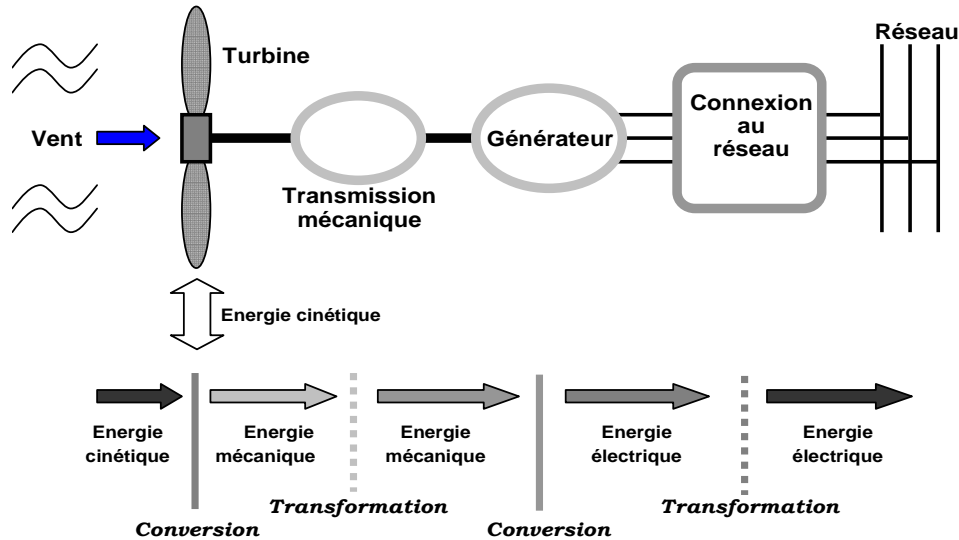 Turbine
Réseau
Vent
Transmission
mécanique
Générateur
Connexion
au
réseau
Energie cinétique
Energie
cinétique
Energie
mécanique
Energie
mécanique
Energie
électrique
Energie
électrique
Conversion
Transformation
Conversion
Transformation